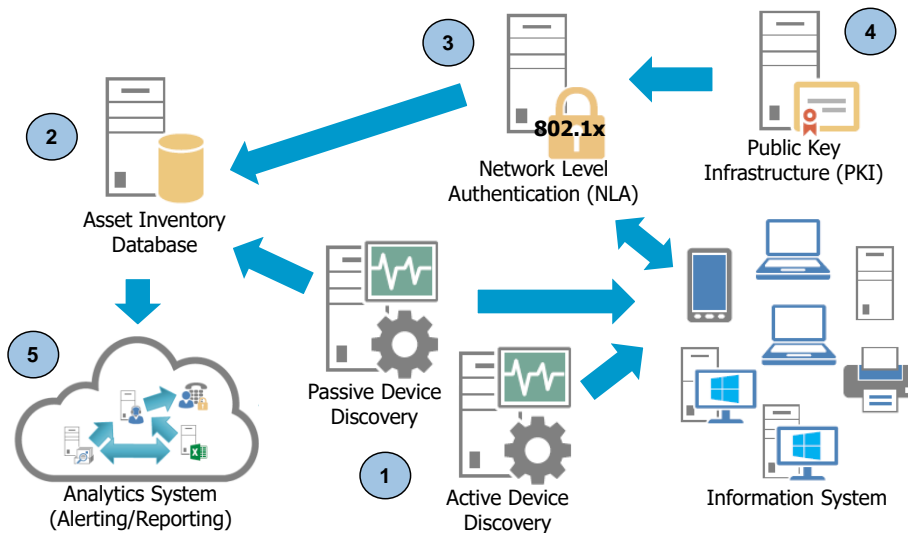 3
4
2
802.1x
Public Key
Infrastructure (PKI)
Network Level
Authentication (NLA)
Asset Inventory
Database
5
Passive Device
Discovery
1
Analytics System
(Alerting/Reporting)
Active Device
Discovery
Information System